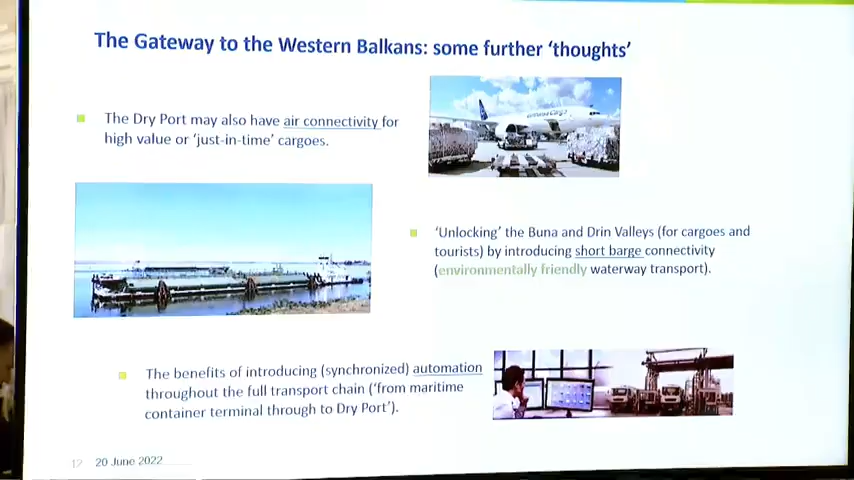 The Gateway to the Western Balkans: some further ‘thoughts’
The Dry Port may also have air connectivity for
high value or ‘just-in-time’ cargoes.
‘Unlocking’ the Buna and Drin Valleys (for cargoes and
tourists) by introducing short barge connectivity
(environmentally friendly waterway transport).
The benefits of introducing (synchronized) automation
throughout the full transport chain (‘from maritime
container terminal through to Dry Port’).
12 20 June 2022